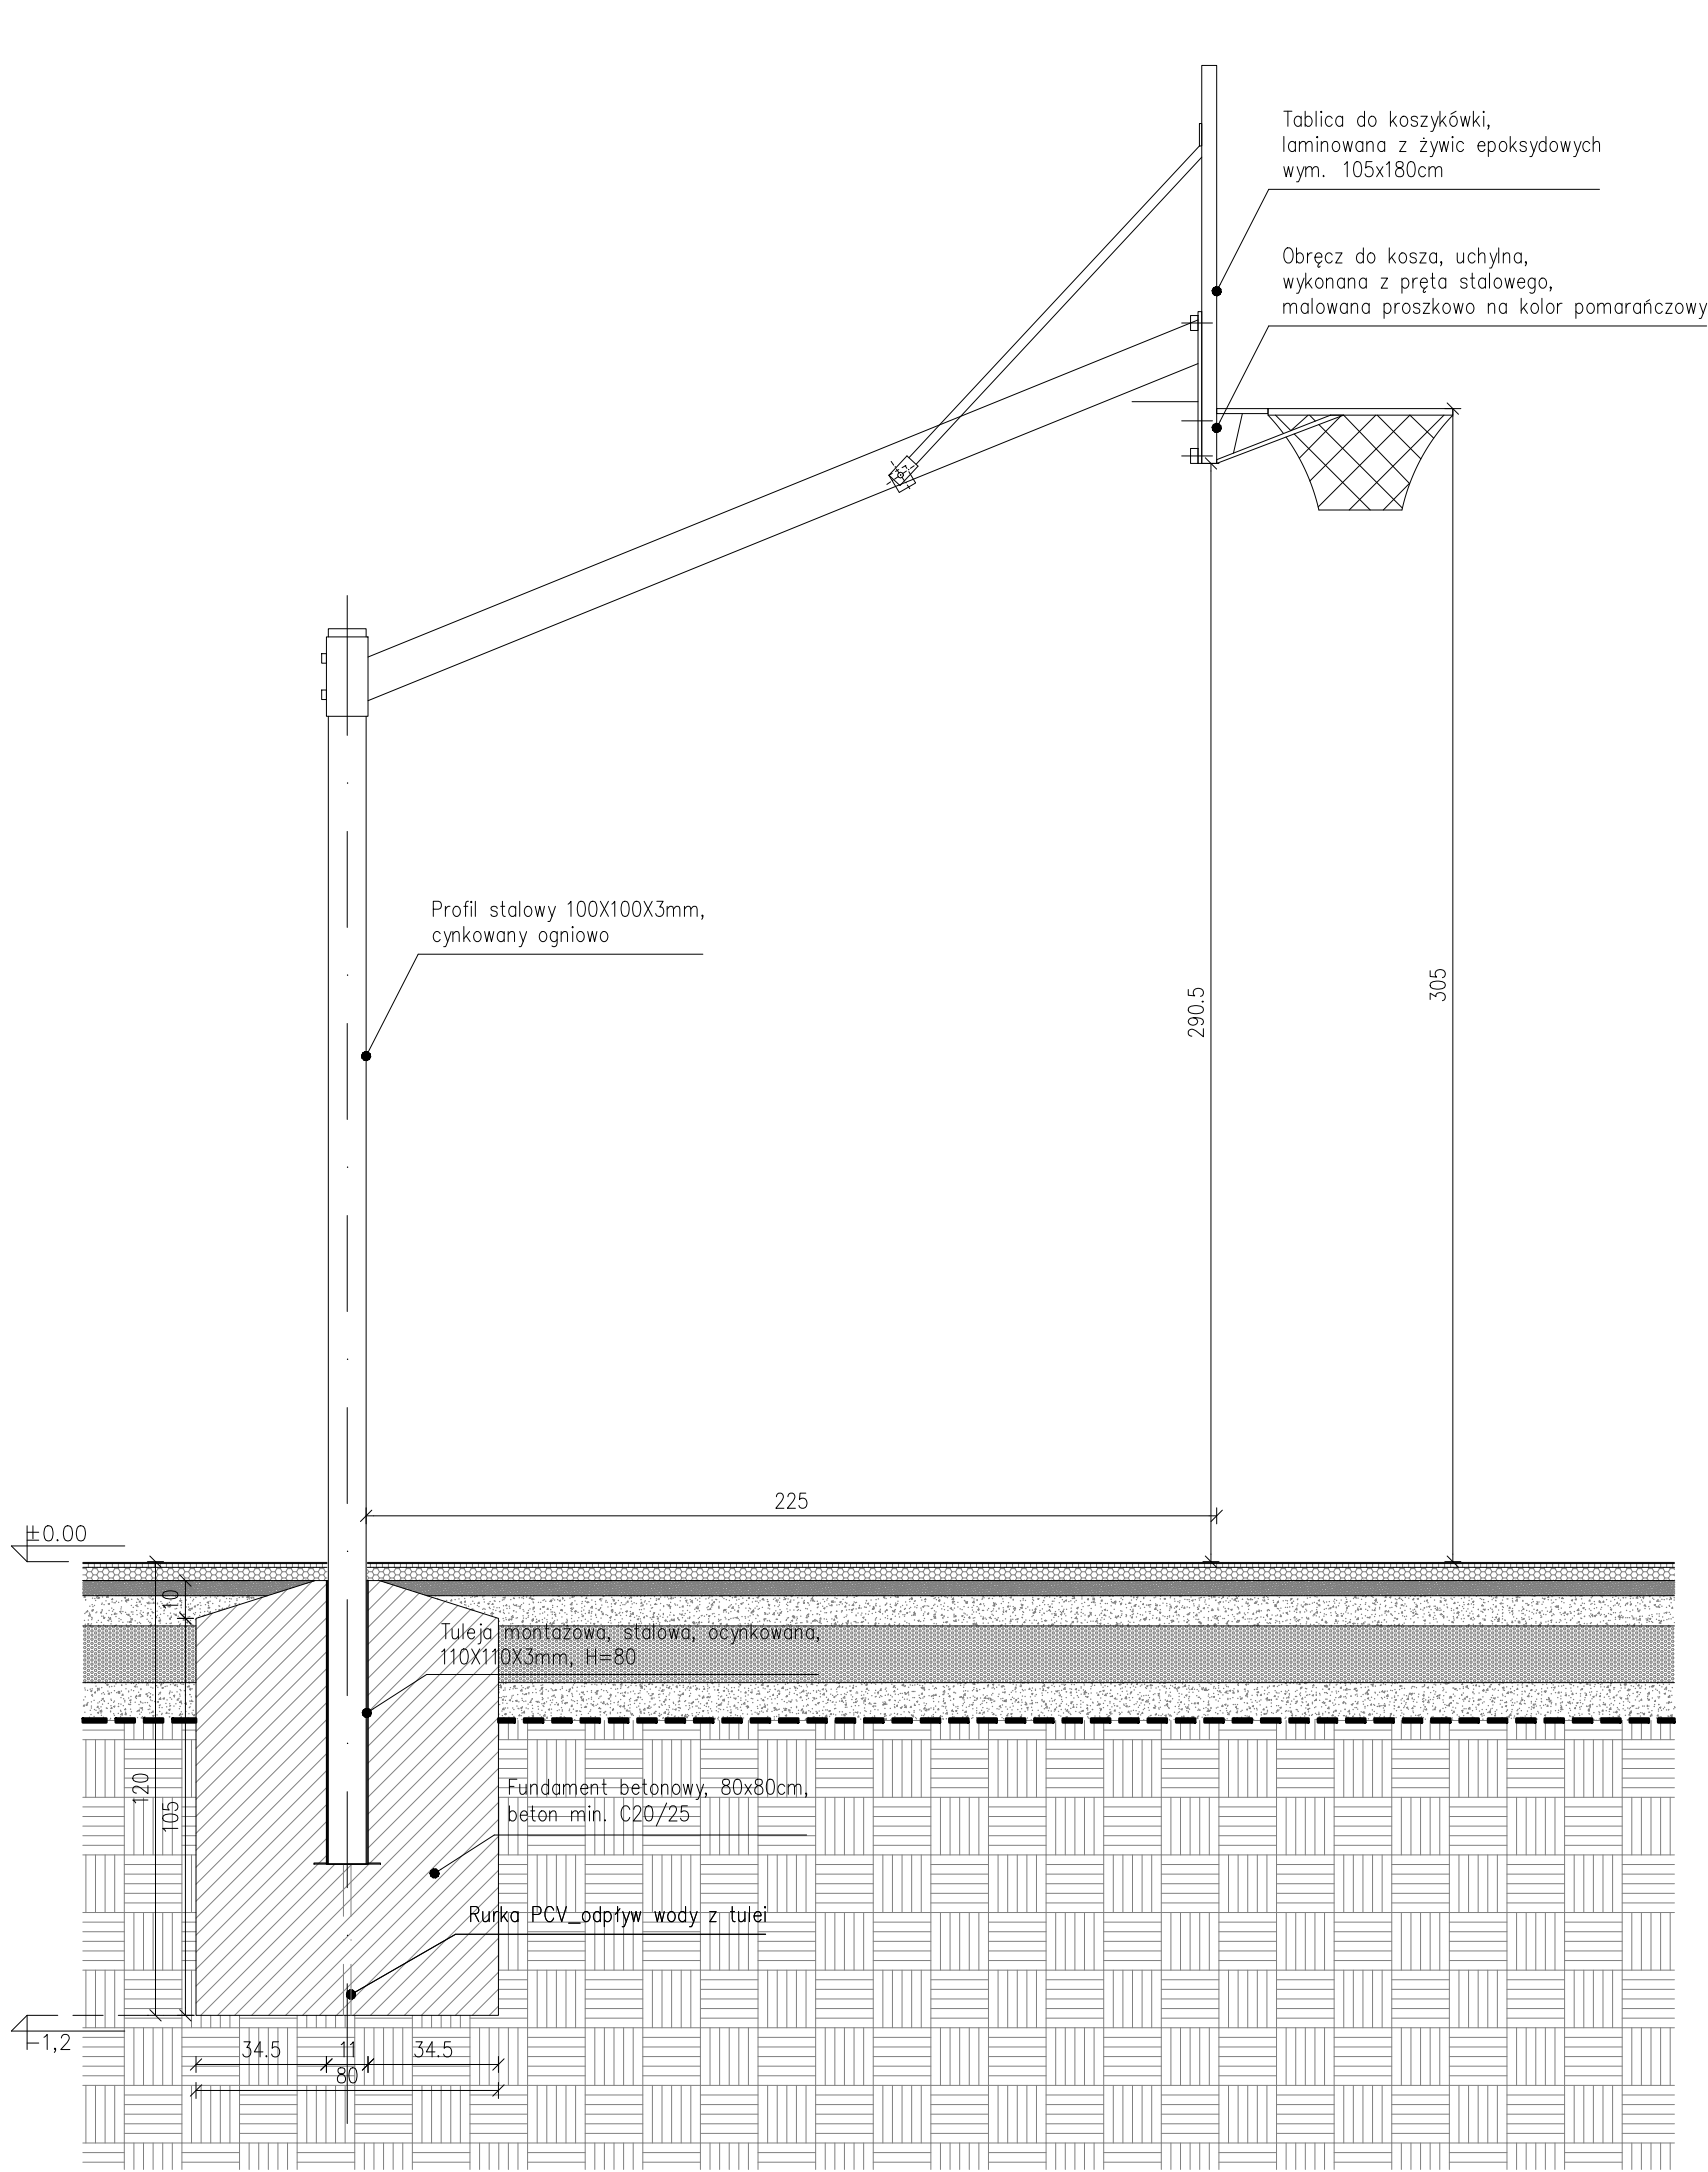 Tablica do koszykówki,
laminowana z żywic epoksydowych
wym. 105x180cm
Obręcz do kosza, uchylna,
wykonana z pręta stalowego,
malowana proszkowo na kolor pomarańczowy
Profil stalowy 100X100X3mm,
cynkowany ogniowo
290.5
305
225
±0.00
10
Tuleja montażowa, stalowa, ocynkowana,
110X110X3mm, H=80
120
105
Fundament betonowy, 80x80cm,
beton min. C20/25
Rurka PCV_odpływ wody z tulei
-1,2
34.5
11
34.5
80